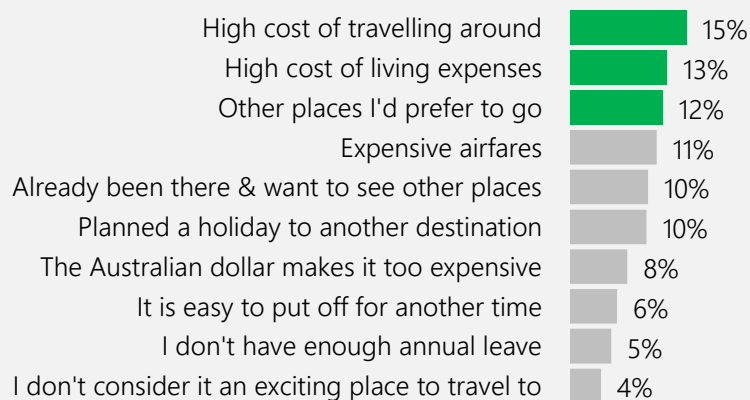 High cost of travelling around 15%
High cost of living expenses 13%
Other places I'd prefer to go 12%
Expensive airfares 11%
Already been there & want to see other places 10%
Planned a holiday to another destination 10%
The Australian dollar makes it too expensive 8%
It is easy to put off for another time 6%
I don't have enough annual leave 5%
I don't consider it an exciting place to travel to 4%